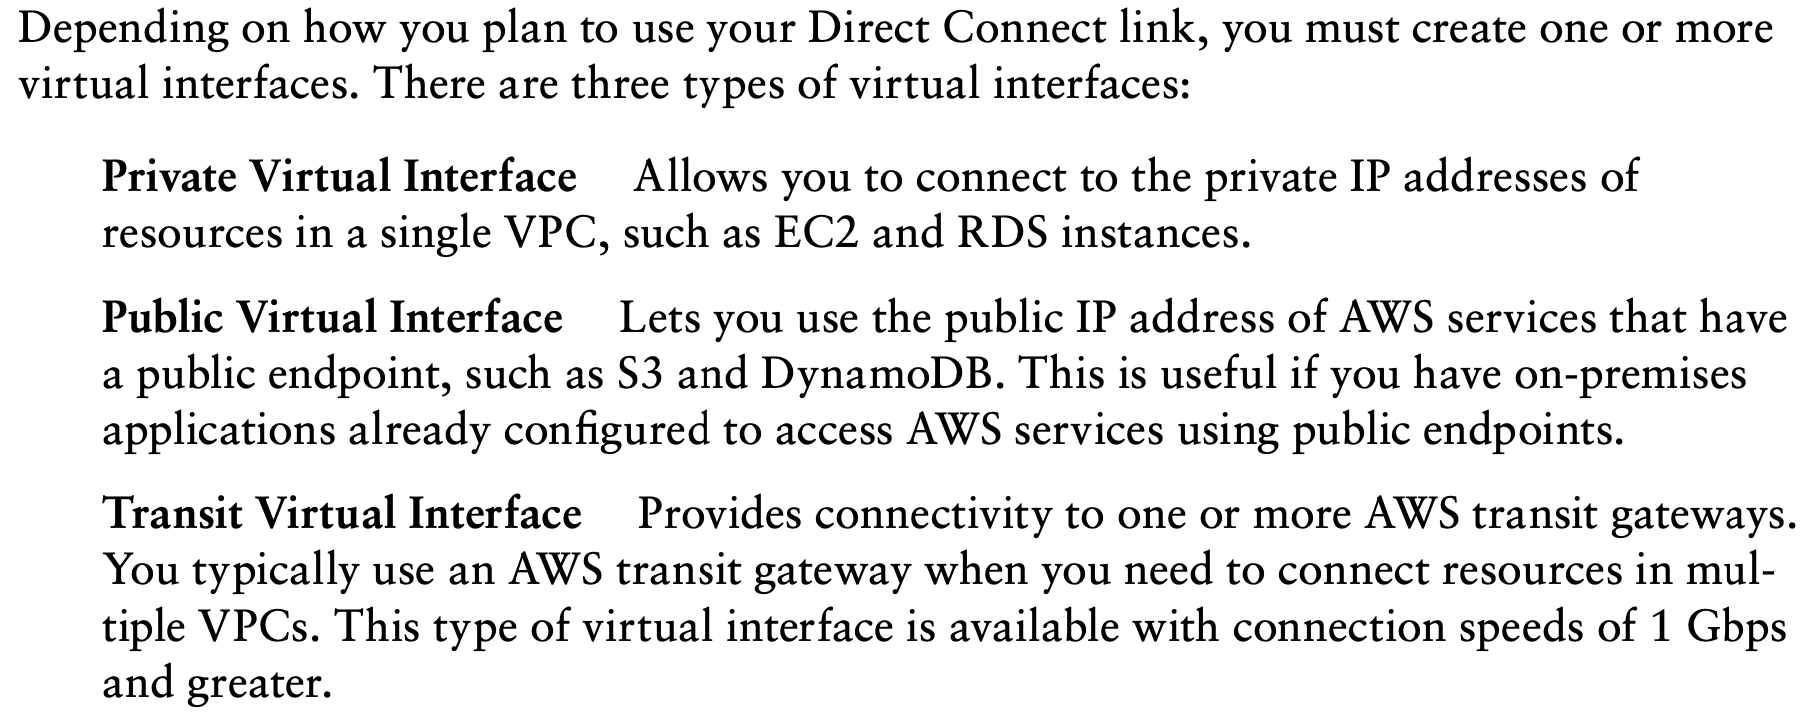 Depending on how you plan to use your Direct Connect link, you must create one or more
virtual interfaces. There are three types of virtual interfaces:
Private Virtual Interface Allows you to connect to the private IP addresses of
resources in a single VPC, such as EC2 and RDS instances.
Public Virtual Interface Lets you use the public IP address of AWS services that have
a public endpoint, such as S3 and DynamoDB. This is useful if you have on-premises
applications already configured to access AWS services using public endpoints.
Transit Virtual Interface Provides connectivity to one or more AWS transit gateways.
You typically use an AWS transit gateway when you need to connect resources in mul-
tiple VPCs. This type of virtual interface is available with connection speeds of 1 Gbps
and greater.